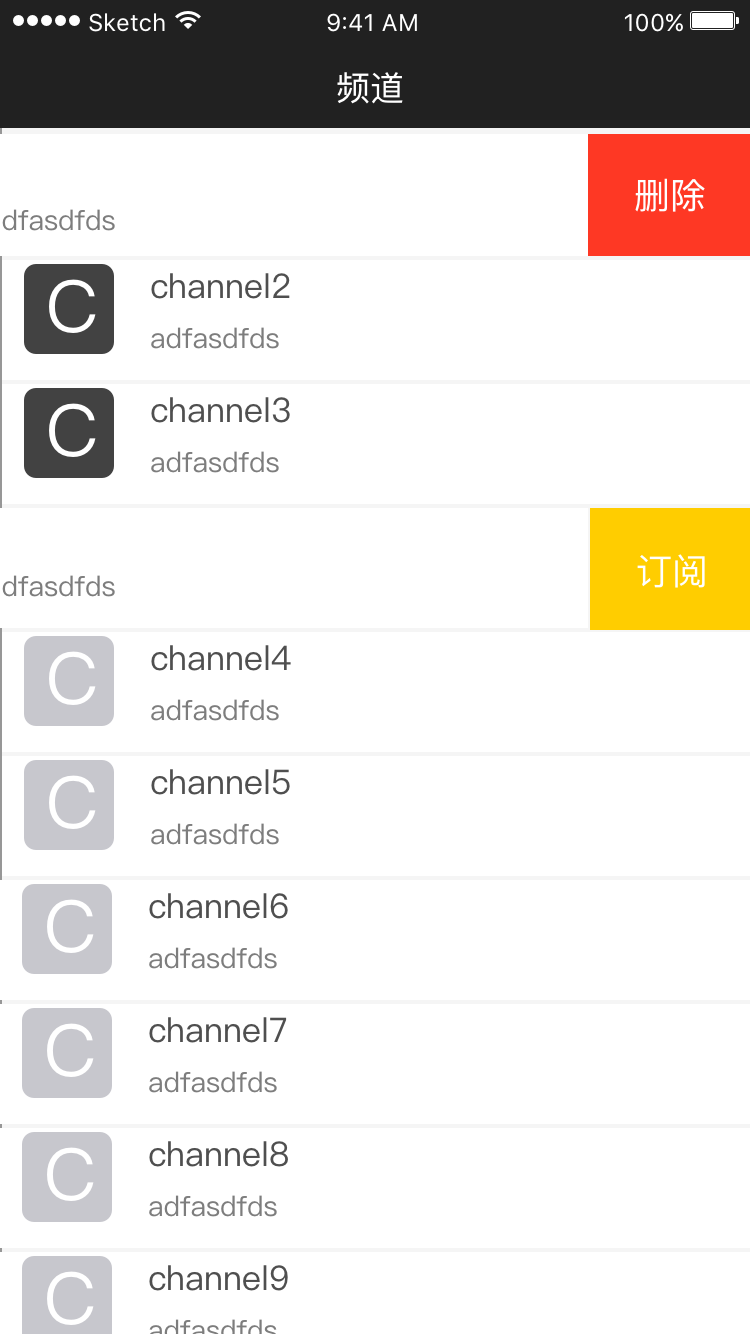 Sketch 9:41 AM 100%
频道
删除
dfasdfds
C channel2
adfasdfds
C channel3
adfasdfds
订阅
dfasdfds
C channel4
adfasdfds
C channel5
adfasdfds
C channel6
adfasdfds
C channel7
adfasdfds
C channel8
adfasdfds
C channel9
adfasdfds